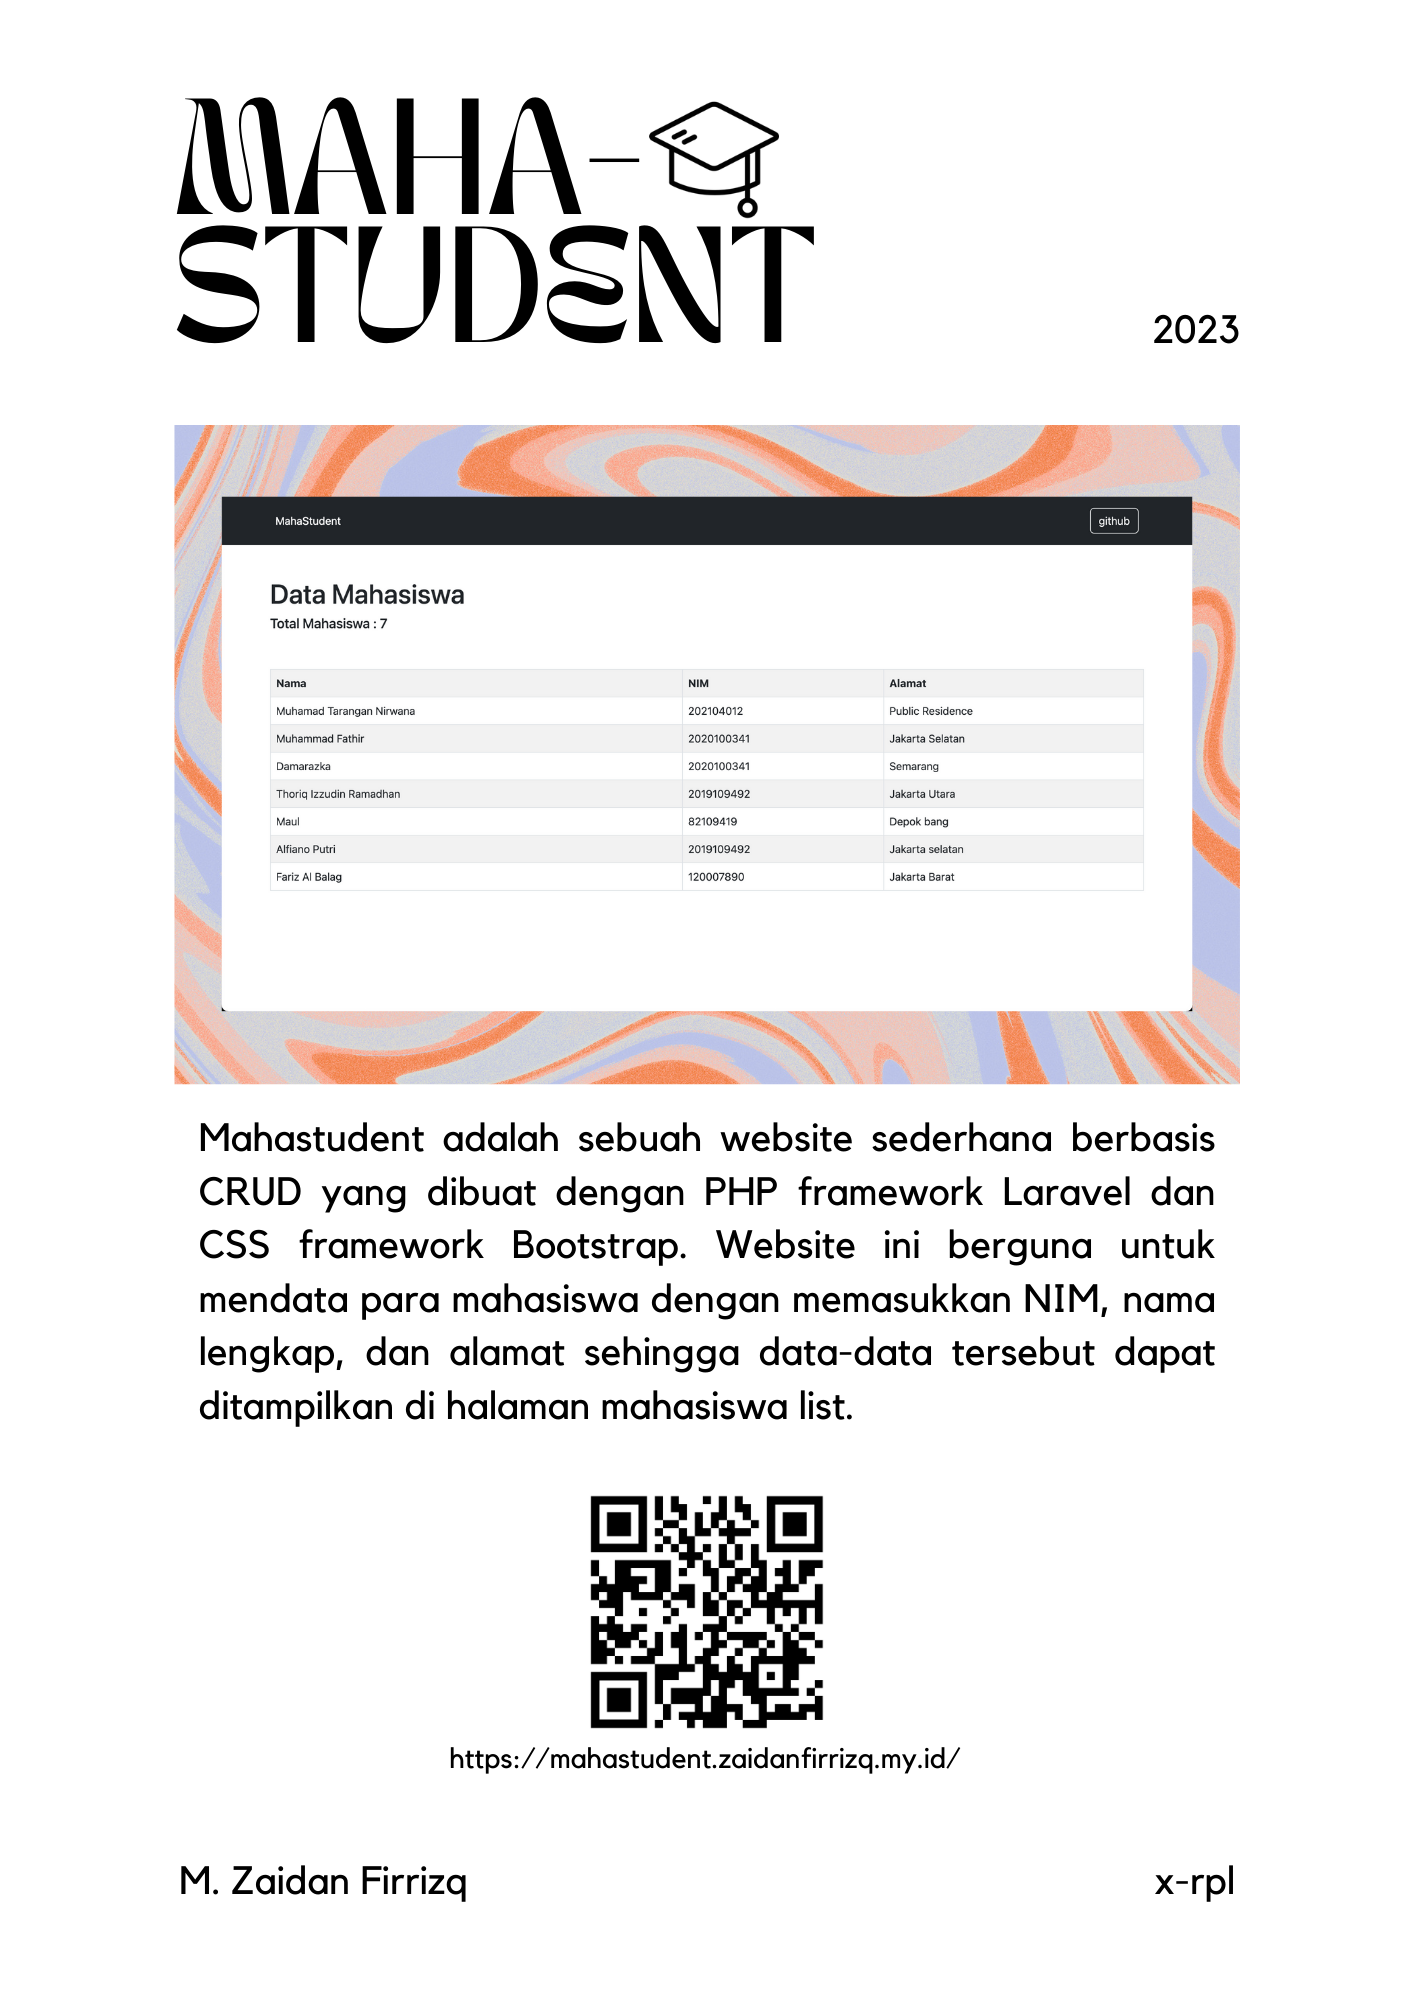 MAHA-
STUDENT
2023
MahaStudent github
Data Mahasiswa
Total Mahasiswa : 7
Nama NIM Alamat
Muhamad Tarangan Nirwana 202104012 Public Residence
Muhammad Fathir 2020100341 Jakarta Selatan
Damarazka 2020100341 Semarang
Thoriq Izzudin Ramadhan 2019109492 Jakarta Utara
Maul 82109419 Depok bang
Alfiano Putri 2019109492 Jakarta selatan
Fariz Al Balag 120007890 Jakarta Barat
Mahastudent adalah sebuah website sederhana berbasis
CRUD yang dibuat dengan PHP framework Laravel dan
CSS framework Bootstrap. Website ini berguna untuk
mendata para mahasiswa dengan memasukkan NIM, nama
lengkap, dan alamat sehingga data-data tersebut dapat
ditampilkan di halaman mahasiswa list.
https://mahastudent.zaidanfirrizq.my.id/
M. Zaidan Firrizq x-rpl